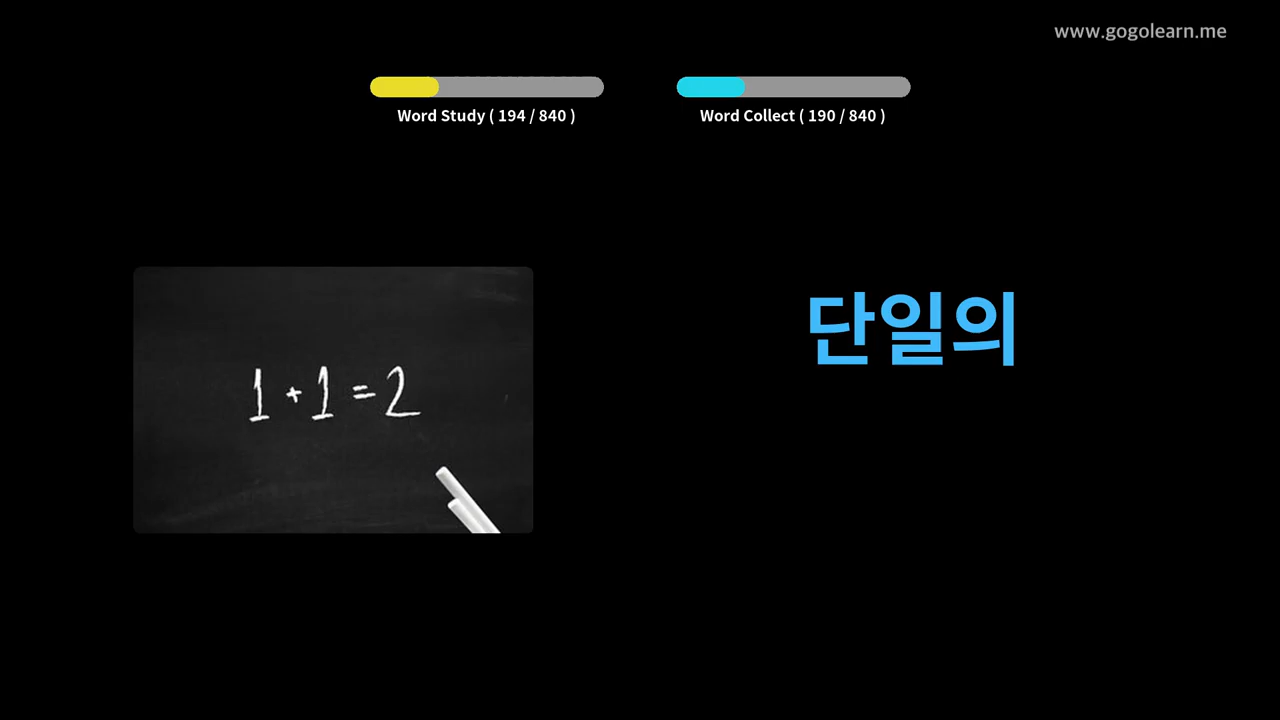 www.gogolearn.me
Word Study ( 194 / 840 )
Word Collect ( 190 / 840 )
1 + 1 = 2
단일의